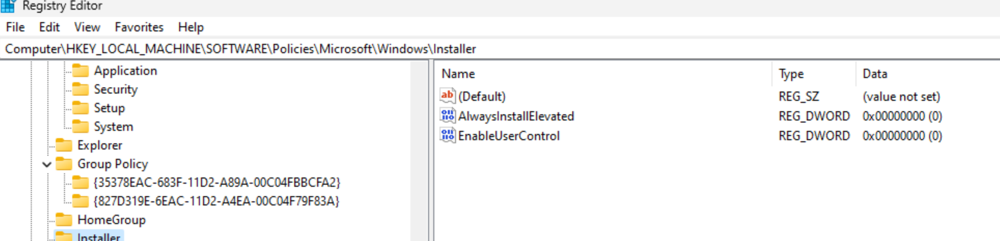 Registry Editor
File Edit View Favorites Help
Computer\HKEY_LOCAL_MACHINE\SOFTWARE\Policies\Microsoft\Windows\Installer
Application
Security
Setup
System
Explorer
Group Policy
{35378EAC-683F-11D2-A89A-00C04FBBCFA2}
{827D319E-6EAC-11D2-A4EA-00C04F79F83A}
HomeGroup
Installer
Name Type Data
ab (Default) REG_SZ (value not set)
AlwaysInstallElevated REG_DWORD 0x00000000 (0)
EnableUserControl REG_DWORD 0x00000000 (0)